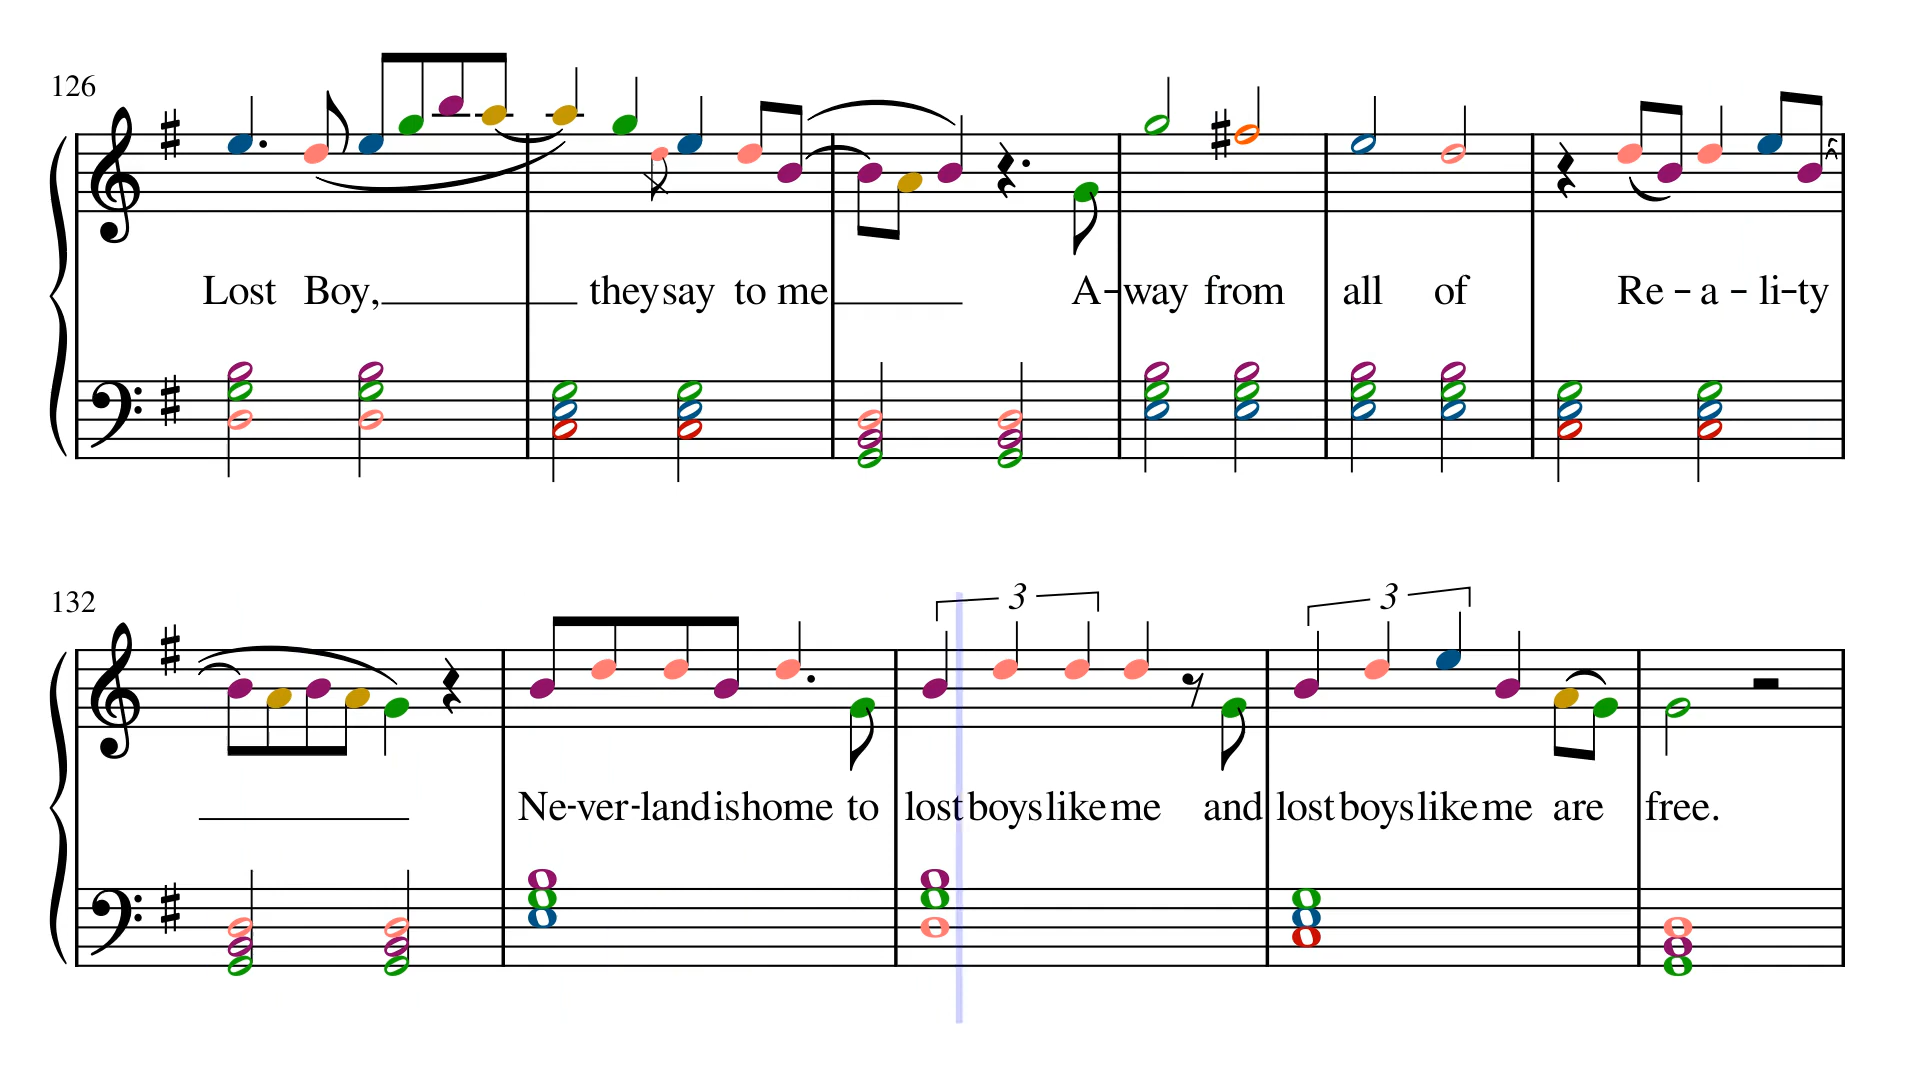 126
Lost Boy, they say to me A-way from all of Re-a-li-ty
132
3 3
Ne-ver-land is home to lost boys like me and lost boys like me are free.